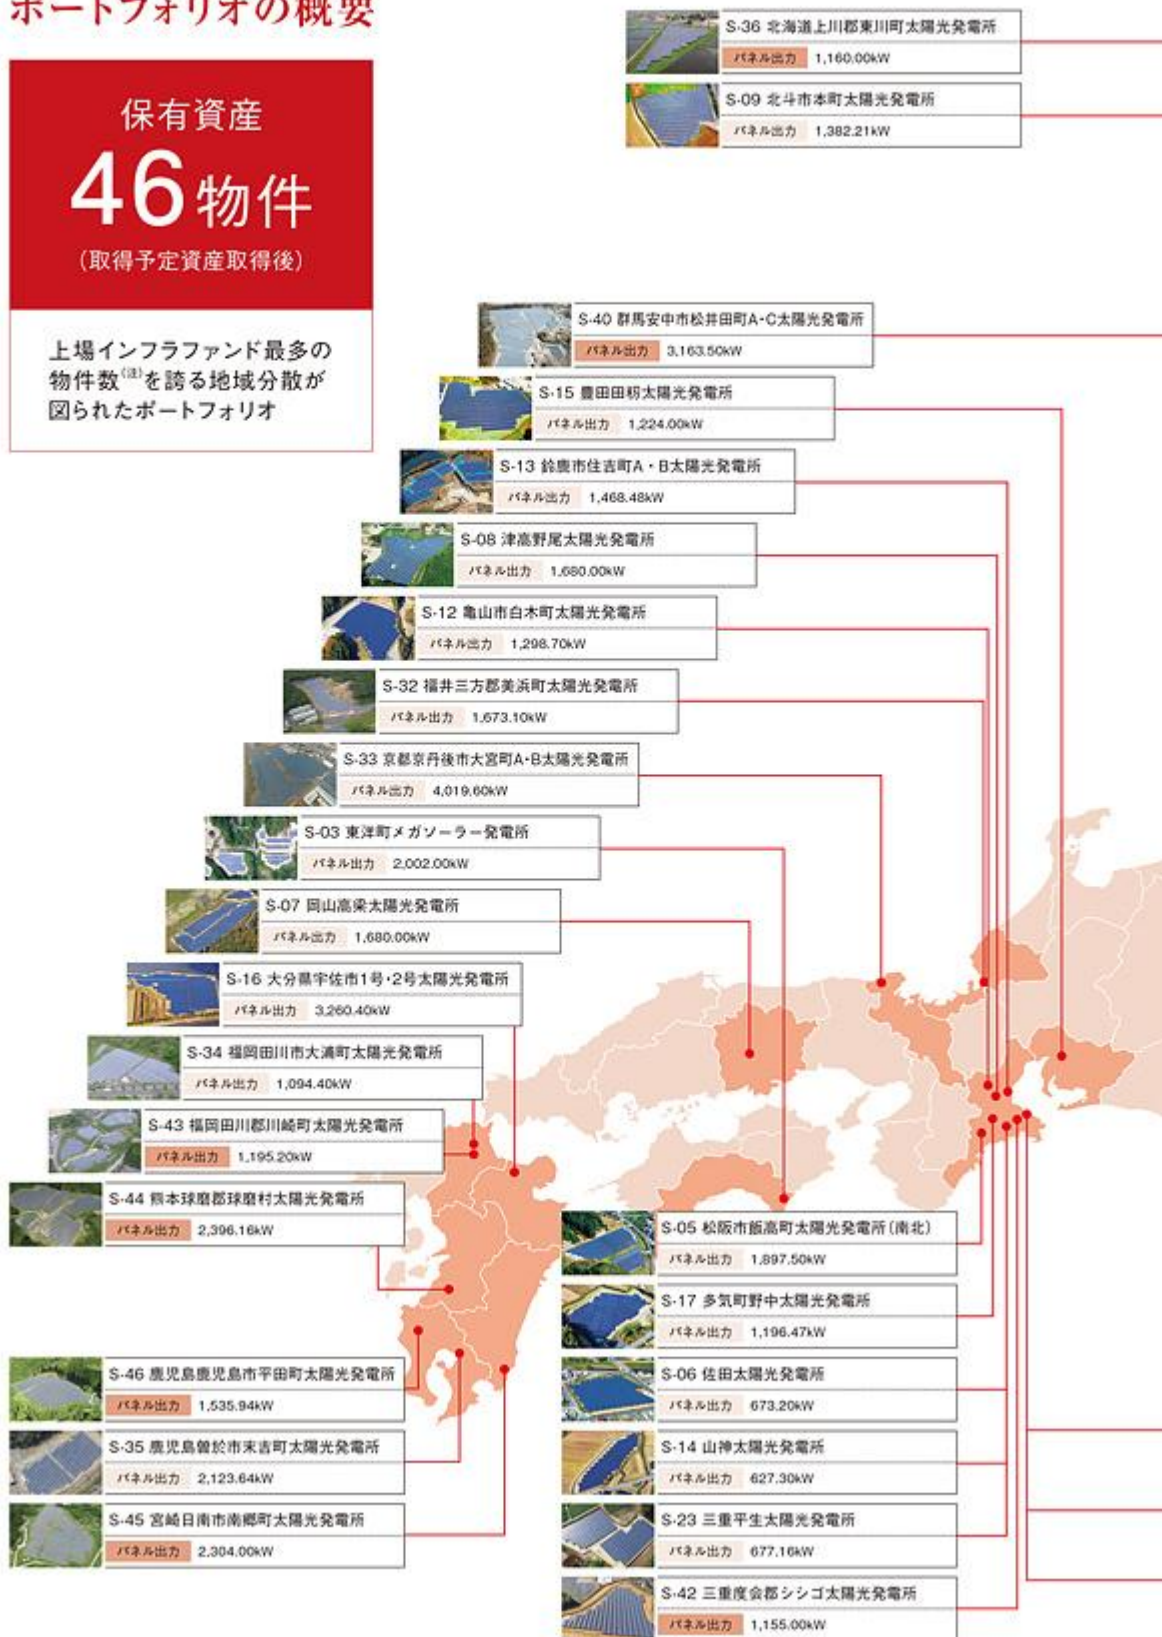 ポートフォリオの概要
保有資産
46物件
(取得予定資産取得後)
上場インフラファンド最多の
物件数(注)を誇る地域分散が
図られたポートフォリオ
S-36 北海道上川郡東川町太陽光発電所
パネル出力 1,160.00kW
S-09 北斗市本町太陽光発電所
パネル出力 1,382.21kW
S-40 群馬安中市松井田町A・C太陽光発電所
パネル出力 3,163.50kW
S-15 豊田田籾太陽光発電所
パネル出力 1,224.00kW
S-13 鈴鹿市住吉町A・B太陽光発電所
パネル出力 1,468.48kW
S-08 津高野尾太陽光発電所
パネル出力 1,680.00kW
S-12 亀山市白木町太陽光発電所
パネル出力 1,298.70kW
S-32 福井三方郡美浜町太陽光発電所
パネル出力 1,673.10kW
S-33 京都京丹後市大宮町A・B太陽光発電所
パネル出力 4,019.60kW
S-03 東洋町メガソーラー発電所
パネル出力 2,002.00kW
S-07 岡山高梁太陽光発電所
パネル出力 1,680.00kW
S-16 大分県宇佐市1号・2号太陽光発電所
パネル出力 3,260.40kW
S-34 福岡田川市大浦町太陽光発電所
パネル出力 1,094.40kW
S-43 福岡田川郡川崎町太陽光発電所
パネル出力 1,195.20kW
S-44 熊本球磨郡球磨村太陽光発電所
パネル出力 2,396.16kW
S-46 鹿児島鹿児島市平田町太陽光発電所
パネル出力 1,535.94kW
S-35 鹿児島曽於市末吉町太陽光発電所
パネル出力 2,123.64kW
S-45 宮崎日南市南郷町太陽光発電所
パネル出力 2,304.00kW
S-05 松阪市飯高町太陽光発電所(南北)
パネル出力 1,897.50kW
S-17 多気町野中太陽光発電所
パネル出力 1,196.47kW
S-06 佐田太陽光発電所
パネル出力 673.20kW
S-14 山神太陽光発電所
パネル出力 627.30kW
S-23 三重平生太陽光発電所
パネル出力 677.16kW
S-42 三重度会郡シシゴ太陽光発電所
パネル出力 1,155.00kW